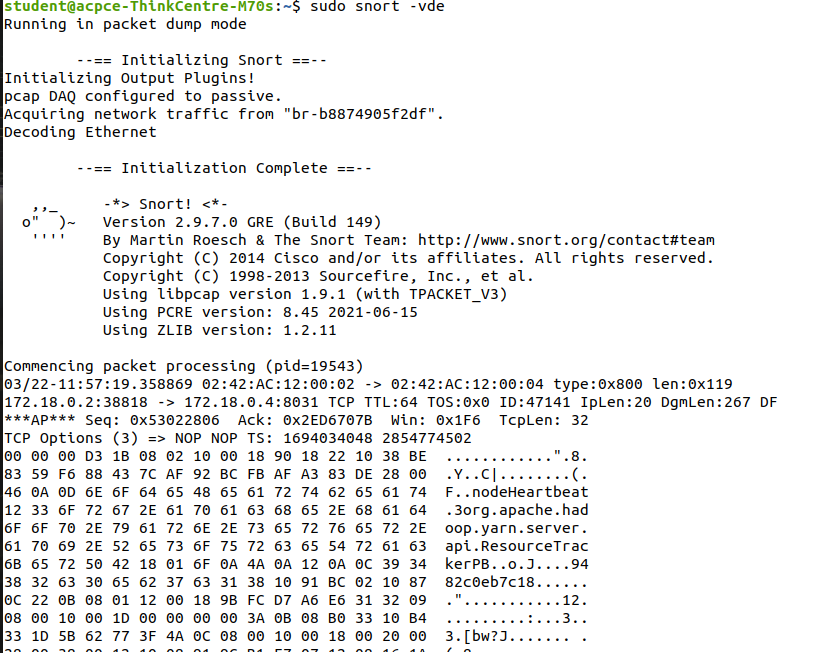 student@acpce-ThinkCentre-M70s:~$ sudo snort -vde
Running in packet dump mode
--== Initializing Snort ==--
Initializing Output Plugins!
pcap DAQ configured to passive.
Acquiring network traffic from "br-b8874905f2df".
Decoding Ethernet
--== Initialization Complete ==--
,,_     -*> Snort! <*-
o"  )~   Version 2.9.7.0 GRE (Build 149)
''''    By Martin Roesch & The Snort Team: http://www.snort.org/contact#team
Copyright (C) 2014 Cisco and/or its affiliates. All rights reserved.
Copyright (C) 1998-2013 Sourcefire, Inc., et al.
Using libpcap version 1.9.1 (with TPACKET_V3)
Using PCRE version: 8.45 2021-06-15
Using ZLIB version: 1.2.11
Commencing packet processing (pid=19543)
03/22-11:57:19.358869 02:42:AC:12:00:02 -> 02:42:AC:12:00:04 type:0x800 len:0x119
172.18.0.2:38818 -> 172.18.0.4:8031 TCP TTL:64 TOS:0x0 ID:47141 IpLen:20 DgmLen:267 DF
***AP*** Seq: 0x53022806  Ack: 0x2ED6707B  Win: 0x1F6  TcpLen: 32
TCP Options (3) => NOP NOP TS: 1694034048 2854774502
00 00 00 D3 1B 08 02 10 00 18 90 18 22 10 38 BE  ............".8.
83 59 F6 88 43 7C AF 92 BC FB AF A3 83 DE 28 00  .Y..C|........(.
46 0A 0D 6E 6F 64 65 48 65 61 72 74 62 65 61 74  F..nodeHeartbeat
12 33 6F 72 67 2E 61 70 61 63 68 65 2E 68 61 64  .3org.apache.had
6F 6F 70 2E 79 61 72 6E 2E 73 65 72 76 65 72 2E  oop.yarn.server.
61 70 69 2E 52 65 73 6F 75 72 63 65 54 72 61 63  api.ResourceTrac
6B 65 72 50 42 18 01 6F 0A 4A 0A 12 0A 0C 39 34  kerPB..o.J....94
38 32 63 30 65 62 37 63 31 38 10 91 BC 02 10 87  82c0eb7c18......
0C 22 0B 08 01 12 00 18 9B FC D7 A6 E6 31 32 09  ."...........12.
08 00 10 00 1D 00 00 00 00 3A 0B 08 B0 33 10 B4  .........:...3..
33 1D 5B 62 77 3F 4A 0C 08 00 10 00 18 00 20 00  3.[bw?J....... .